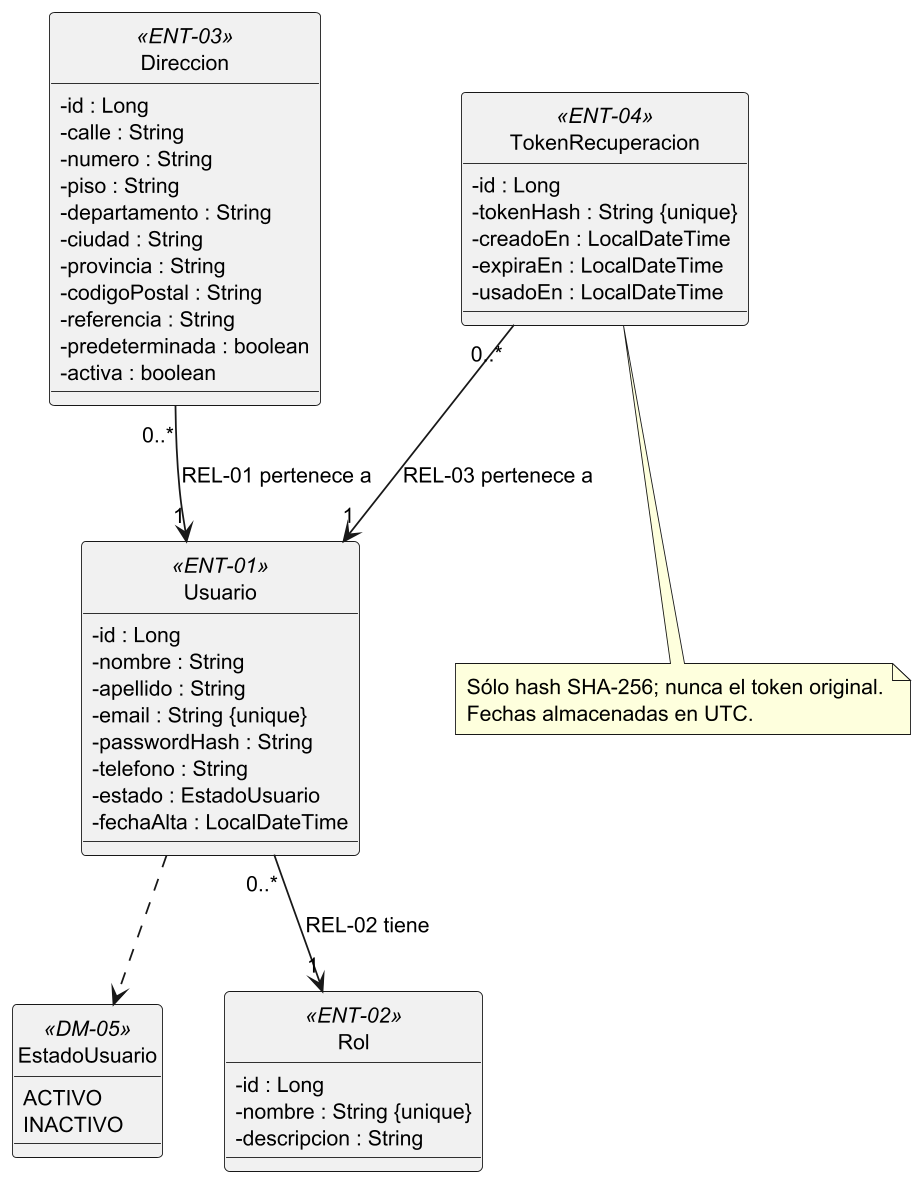 «ENT-03»
Direccion
-id : Long
-calle : String
-numero : String
-piso : String
-departamento : String
-ciudad : String
-provincia : String
-codigoPostal : String
-referencia : String
-predeterminada : boolean
-activa : boolean
«ENT-04»
TokenRecuperacion
-id : Long
-tokenHash : String {unique}
-creadoEn : LocalDateTime
-expiraEn : LocalDateTime
-usadoEn : LocalDateTime
0..*
REL-01 pertenece a
1
0..*
REL-03 pertenece a
1
«ENT-01»
Usuario
-id : Long
-nombre : String
-apellido : String
-email : String {unique}
-passwordHash : String
-telefono : String
-estado : EstadoUsuario
-fechaAlta : LocalDateTime
Sólo hash SHA-256; nunca el token original.
Fechas almacenadas en UTC.
0..*
REL-02 tiene
1
«DM-05»
EstadoUsuario
ACTIVO
INACTIVO
«ENT-02»
Rol
-id : Long
-nombre : String {unique}
-descripcion : String